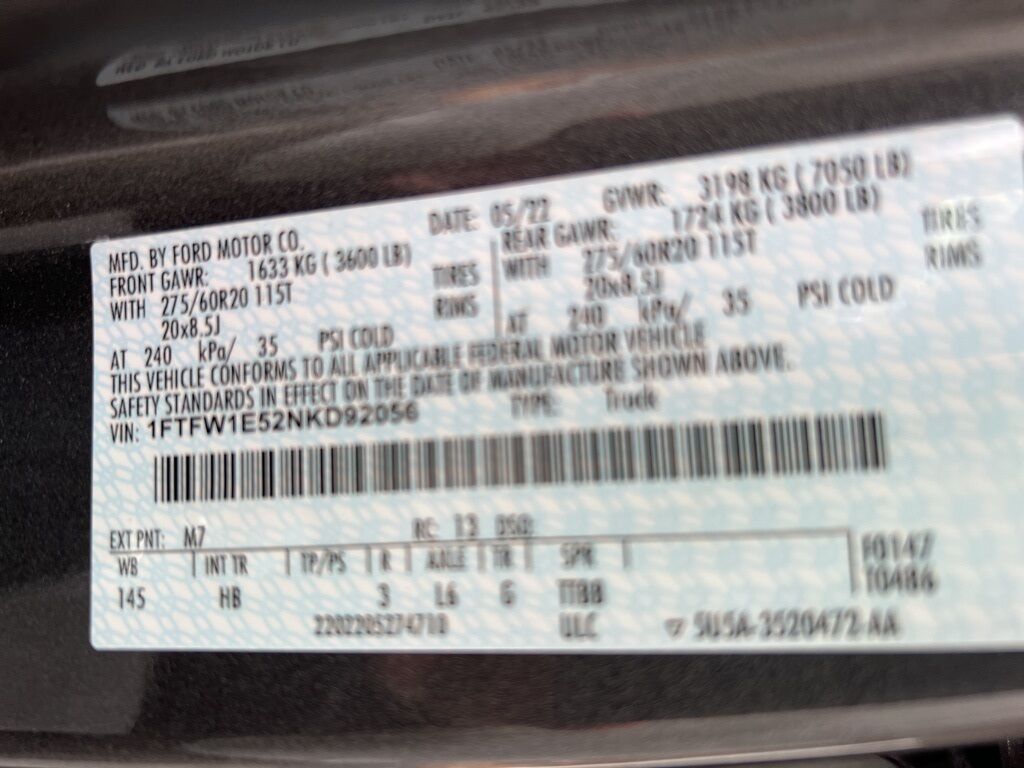 MFD. BY FORD MOTOR CO.
DATE: 05/22
GVWR: 3198 KG ( 7050 LB)
FRONT GAWR: 1633 KG ( 3600 LB)
WITH 275/60R20 115T TIRES
20x8.5J RIMS
AT 240 kPa/ 35 PSI COLD
REAR GAWR: 1724 KG ( 3800 LB)
WITH 275/60R20 115T TIRES
20x8.5J RIMS
AT 240 kPa/ 35 PSI COLD
THIS VEHICLE CONFORMS TO ALL APPLICABLE FEDERAL MOTOR VEHICLE
SAFETY STANDARDS IN EFFECT ON THE DATE OF MANUFACTURE SHOWN ABOVE.
VIN: 1FTFW1E52NKD92056 TYPE: Truck
EXT PNT: M7 RC: 13 DSO:
WB INT TR TP/PS R AXLE TR SPR
145 HB 3 L6 G TTBB
F0147
T0486
2202205274710 ULC 5U5A-3520472-AA